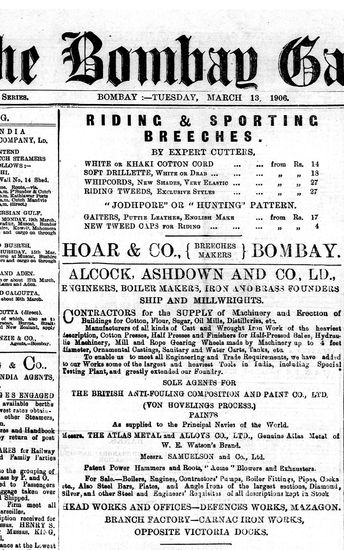 he Bombay Ga
SERIES.
BOMBAY :—TUESDAY, MARCH 13, 1906.
RIDING & SPORTING
BREECHES.
BY EXPERT CUTTERS,
WHITE or KHAKI COTTON CORD ... ... from Rs. 14
SOFT DRILLETTE, WHITE OR DRAB ... ... „ „ 18
WHIPCORDS, NEW SHADES, VERY ELASTIC ... „ „ 27
RIDING TWEEDS, EXCLUSIVE STYLES ... „ „ 27
"JODHPORE" OR "HUNTING" PATTERN.
GAITERS, PUTTIE LEATHER, ENGLISH MAKE ... from Rs. 17
NEW TWEED CAPS FOR RIDING ... ... „ „ 4
HOAR & CO., { BREECHES MAKERS } BOMBAY.
ALCOCK, ASHDOWN AND CO., LD.,
ENGINEERS, BOILER MAKERS, IRON AND BRASS FOUNDERS
SHIP AND MILLWRIGHTS.
CONTRACTORS for the SUPPLY of Machinery and Erection of
Buildings for Cotton, Flour, Sugar, Oil Mills, Distilleries, etc.
Manufacturers of all kinds of Cast and Wrought Iron Work of the heaviest
description, Cotton Presses, Half Presses and Finishers for Half-Pressed Bales, Hydrau-
lic Machinery, Mill and Rope Gearing Wheels made by Machinery up to 4 feet
diameter, Ornamental Castings, Sanitary and Water Gates, Tanks, etc.
To enable us to meet all Engineering and Trade Requirements, we have added
to our Works some of the largest and heaviest Tools in India, including Special
Testing Plant, and greatly extended our Foundry.
SOLE AGENTS FOR
THE BRITISH ANTI-FOULING COMPOSITION AND PAINT CO., LTD.
(VON HOVELINGS PROCESS.)
PAINTS
As supplied to the Principal Navies of the World.
Messrs. THE ATLAS METAL and ALLOYS CO., LTD., Genuine Atlas Metal of
W. E. Watson's Brand.
Messrs. SAMUELSON and Co., Ltd.
Patent Power Hammers and Roots, "Acme" Blowers and Exhausters.
For Sale—Boilers, Engines, Contractors' Pumps, Boiler Fittings, Pipes, Cocks
etc., Also Steel Bars, Plates, and Angle Irons of the largest sections, Diamond,
Silver, and other Steel and Engineers' Requisites of all descriptions kept in Stock
HEAD WORKS AND OFFICES—DEFENCES WORKS, MAZAGON.
BRANCH FACTORY—CARNAC IRON WORKS,
OPPOSITE VICTORIA DOCKS.